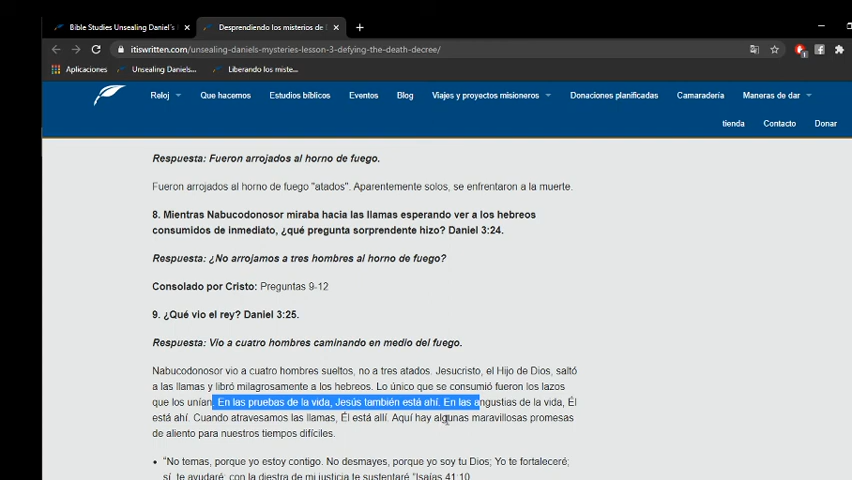 Bible Studies Unsealing Daniel's
Desprendiendo los misterios de
itiswritten.com/unsealing-daniels-mysteries-lesson-3-defying-the-death-decree/
Aplicaciones Unsealing Daniels... Liberando los miste...
Reloj Que hacemos Estudios bíblicos Eventos Blog Viajes y proyectos misioneros Donaciones planificadas Camaradería Maneras de dar
tienda Contacto Donar
Respuesta: Fueron arrojados al horno de fuego.
Fueron arrojados al horno de fuego "atados". Aparentemente solos, se enfrentaron a la muerte.
8. Mientras Nabucodonosor miraba hacia las llamas esperando ver a los hebreos
consumidos de inmediato, ¿qué pregunta sorprendente hizo? Daniel 3:24.
Respuesta: ¿No arrojamos a tres hombres al horno de fuego?
Consolado por Cristo: Preguntas 9-12
9. ¿Qué vio el rey? Daniel 3:25.
Respuesta: Vio a cuatro hombres caminando en medio del fuego.
Nabucodonosor vio a cuatro hombres sueltos, no a tres atados. Jesucristo, el Hijo de Dios, saltó
a las llamas y libró milagrosamente a los hebreos. Lo único que se consumió fueron los lazos
que los unían. En las pruebas de la vida, Jesús también está ahí. En las angustias de la vida, Él
está ahí. Cuando atravesamos las llamas, Él está allí. Aquí hay algunas maravillosas promesas
de aliento para nuestros tiempos difíciles.
• "No temas, porque yo estoy contigo. No desmayes, porque yo soy tu Dios; Yo te fortaleceré;
sí, te ayudaré; con la diestra de mi justicia te sustentaré "Isaías 41:10